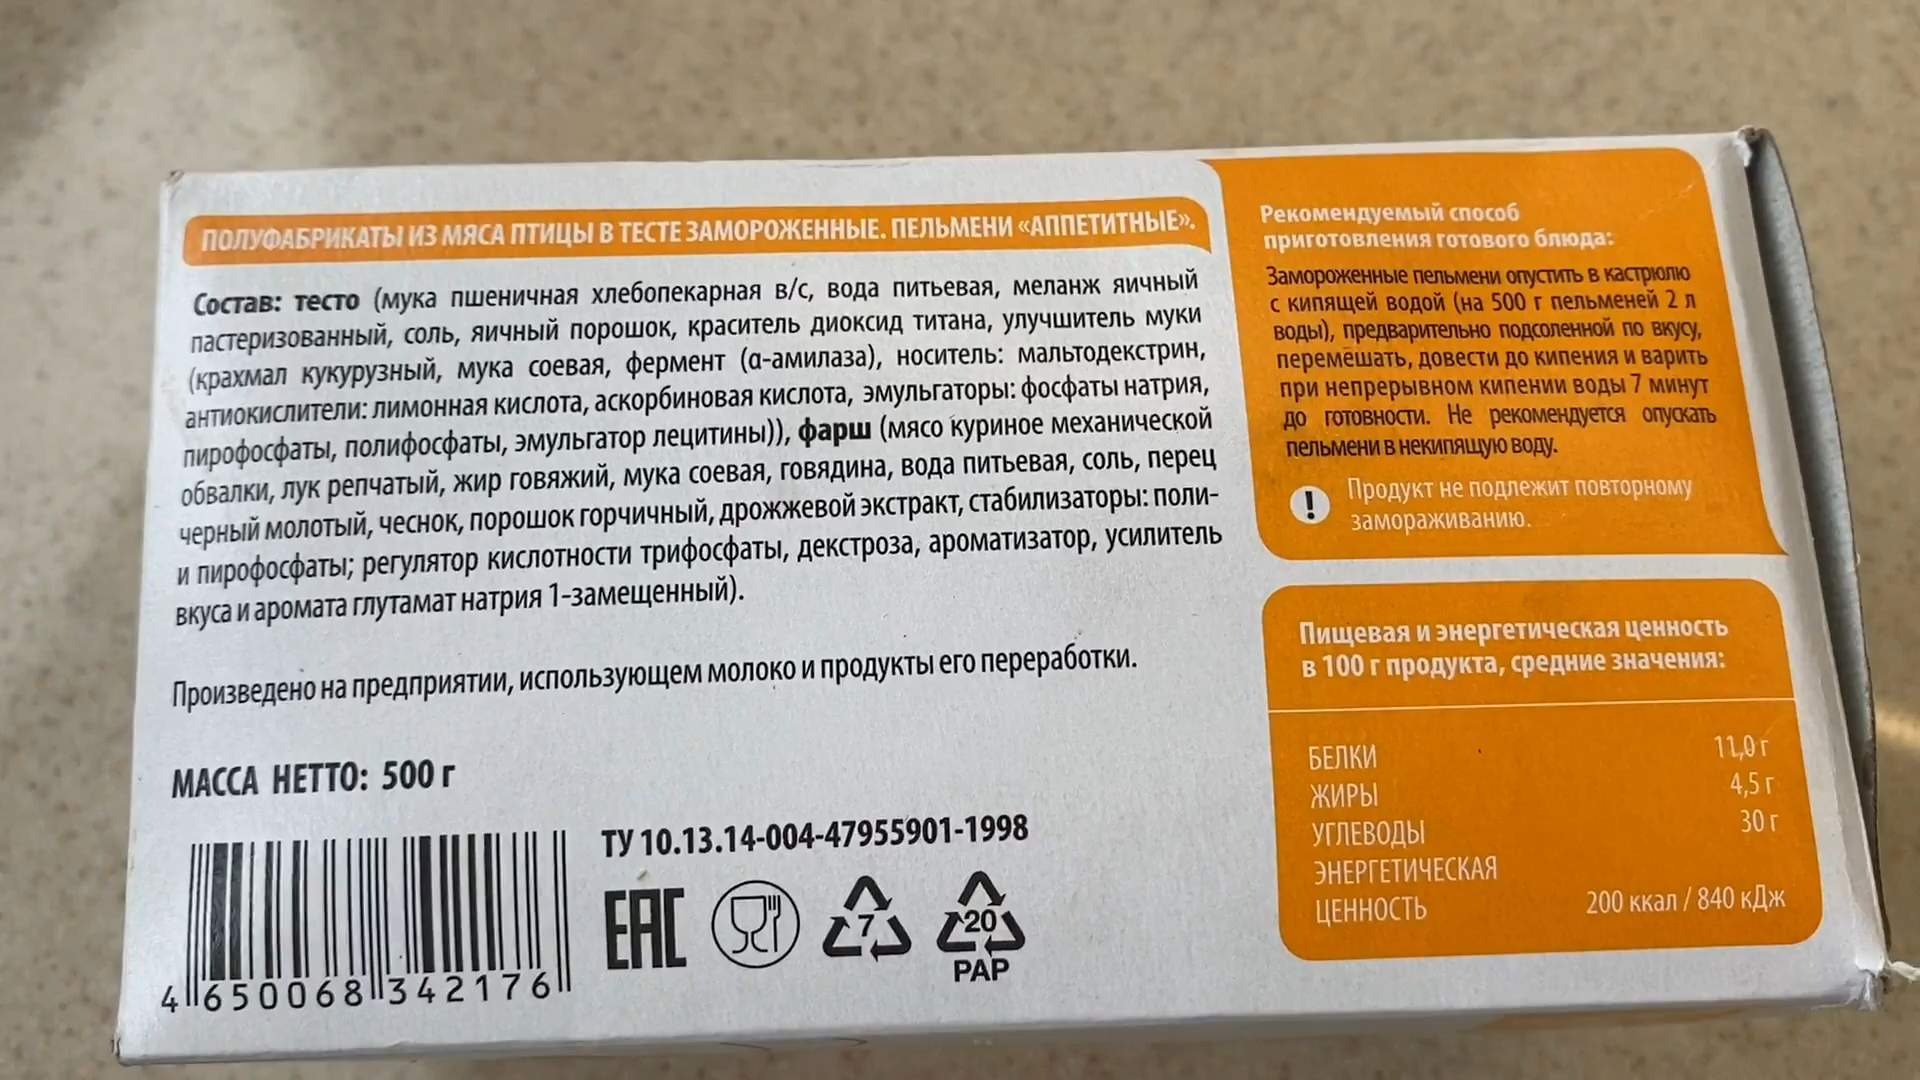 ПОЛУФАБРИКАТЫ ИЗ МЯСА ПТИЦЫ В ТЕСТЕ ЗАМОРОЖЕННЫЕ. ПЕЛЬМЕНИ «АППЕТИТНЫЕ».
Состав: тесто (мука пшеничная хлебопекарная в/с, вода питьевая, меланж яичный
пастеризованный, соль, яичный порошок, краситель диоксид титана, улучшитель муки
(крахмал кукурузный, мука соевая, фермент (α-амилаза), носитель: мальтодекстрин,
антиокислители: лимонная кислота, аскорбиновая кислота, эмульгаторы: фосфаты натрия,
пирофосфаты, полифосфаты, эмульгатор лецитины)), фарш (мясо куриное механической
обвалки, лук репчатый, жир говяжий, мука соевая, говядина, вода питьевая, соль, перец
черный молотый, чеснок, порошок горчичный, дрожжевой экстракт, стабилизаторы: поли-
и пирофосфаты; регулятор кислотности трифосфаты, декстроза, ароматизатор, усилитель
вкуса и аромата глутамат натрия 1-замещенный).
Произведено на предприятии, использующем молоко и продукты его переработки.
МАССА НЕТТО: 500 г
ТУ 10.13.14-004-47955901-1998
4 650068 342176
EAC
7
20
PAP
Рекомендуемый способ
приготовления готового блюда:
Замороженные пельмени опустить в кастрюлю
с кипящей водой (на 500 г пельменей 2 л
воды), предварительно подсоленной по вкусу,
перемешать, довести до кипения и варить
при непрерывном кипении воды 7 минут
до готовности. Не рекомендуется опускать
пельмени в некипящую воду.
! Продукт не подлежит повторному
замораживанию.
Пищевая и энергетическая ценность
в 100 г продукта, средние значения:
БЕЛКИ 11,0 г
ЖИРЫ 4,5 г
УГЛЕВОДЫ 30 г
ЭНЕРГЕТИЧЕСКАЯ
ЦЕННОСТЬ 200 ккал / 840 кДж